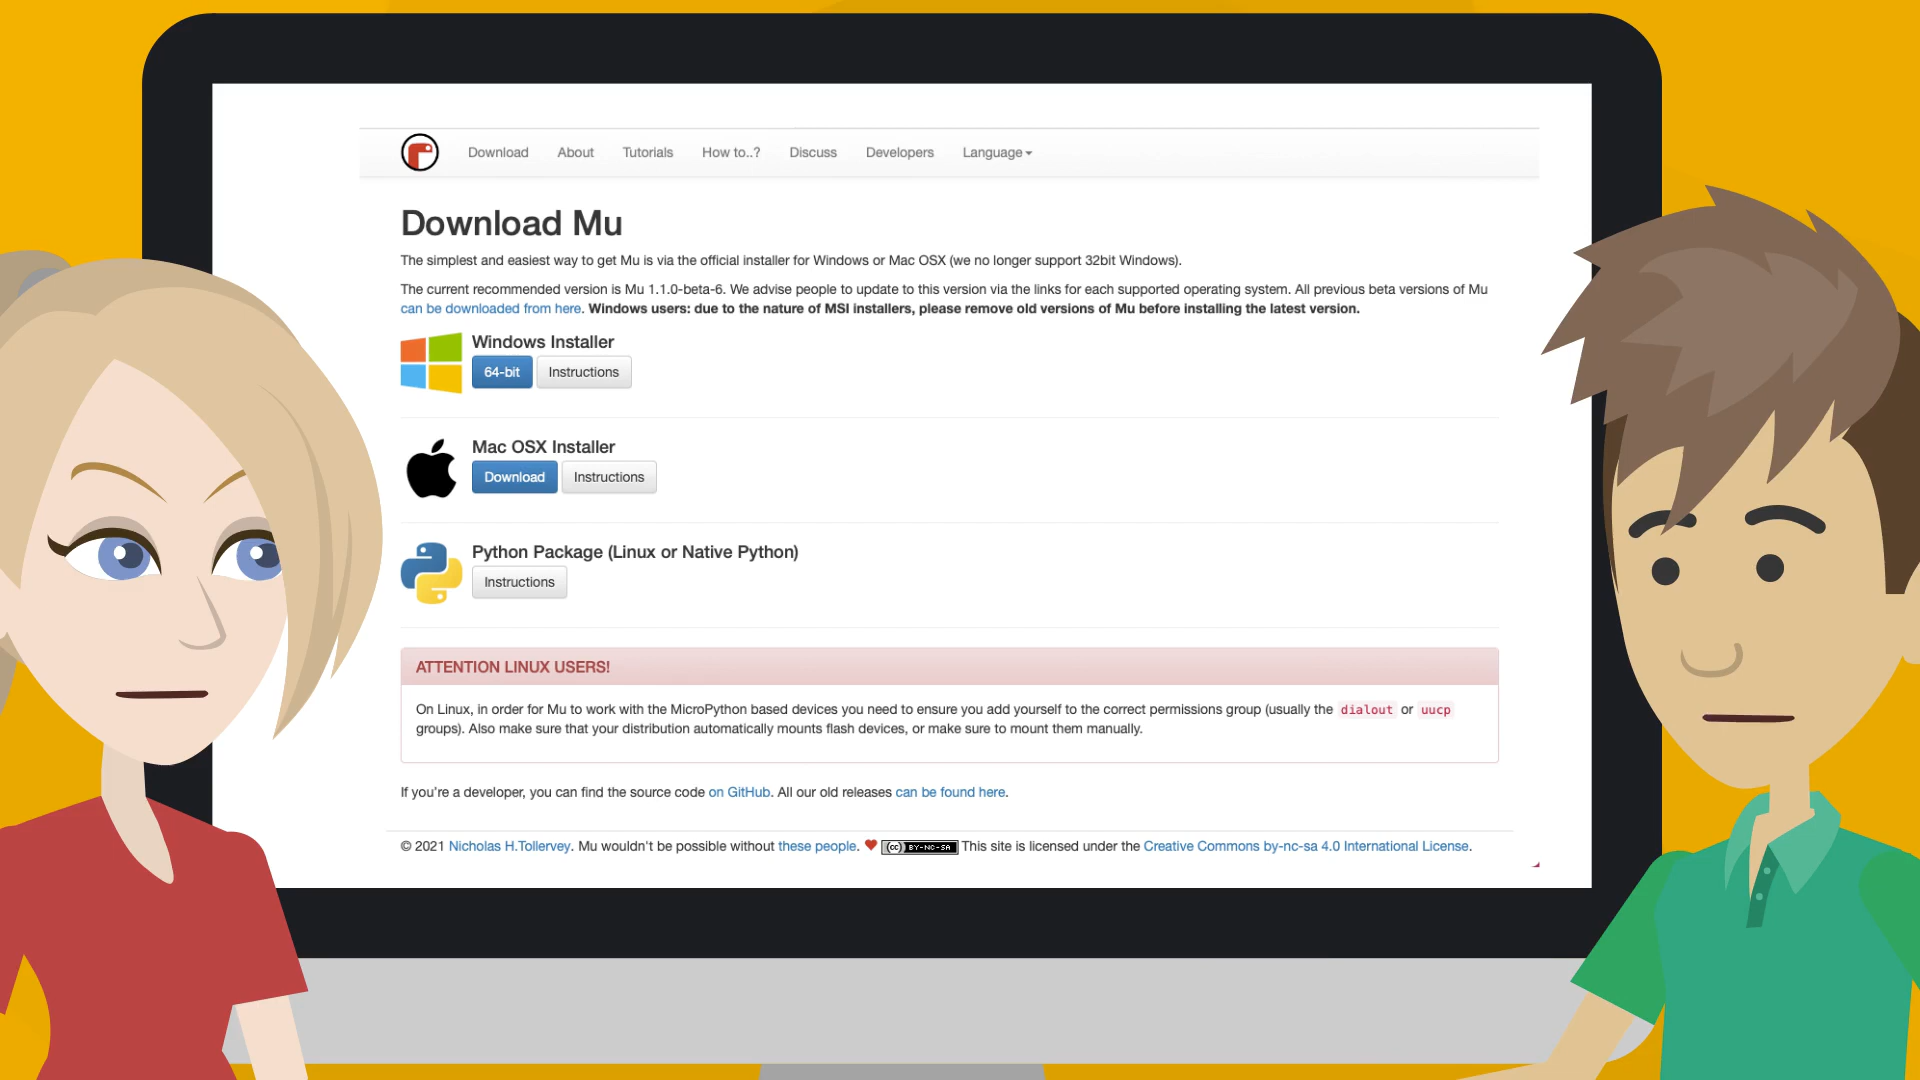 Download About Tutorials How to..? Discuss Developers Language
Download Mu
The simplest and easiest way to get Mu is via the official installer for Windows or Mac OSX (we no longer support 32bit Windows).
The current recommended version is Mu 1.1.0-beta-6. We advise people to update to this version via the links for each supported operating system. All previous beta versions of Mu
can be downloaded from here. Windows users: due to the nature of MSI installers, please remove old versions of Mu before installing the latest version.
Windows Installer
64-bit Instructions
Mac OSX Installer
Download Instructions
Python Package (Linux or Native Python)
Instructions
ATTENTION LINUX USERS!
On Linux, in order for Mu to work with the MicroPython based devices you need to ensure you add yourself to the correct permissions group (usually the dialout or uucp
groups). Also make sure that your distribution automatically mounts flash devices, or make sure to mount them manually.
If you're a developer, you can find the source code on GitHub. All our old releases can be found here.
© 2021 Nicholas H.Tollervey. Mu wouldn't be possible without these people. ❤ (cc) BY-NC-SA This site is licensed under the Creative Commons by-nc-sa 4.0 International License.